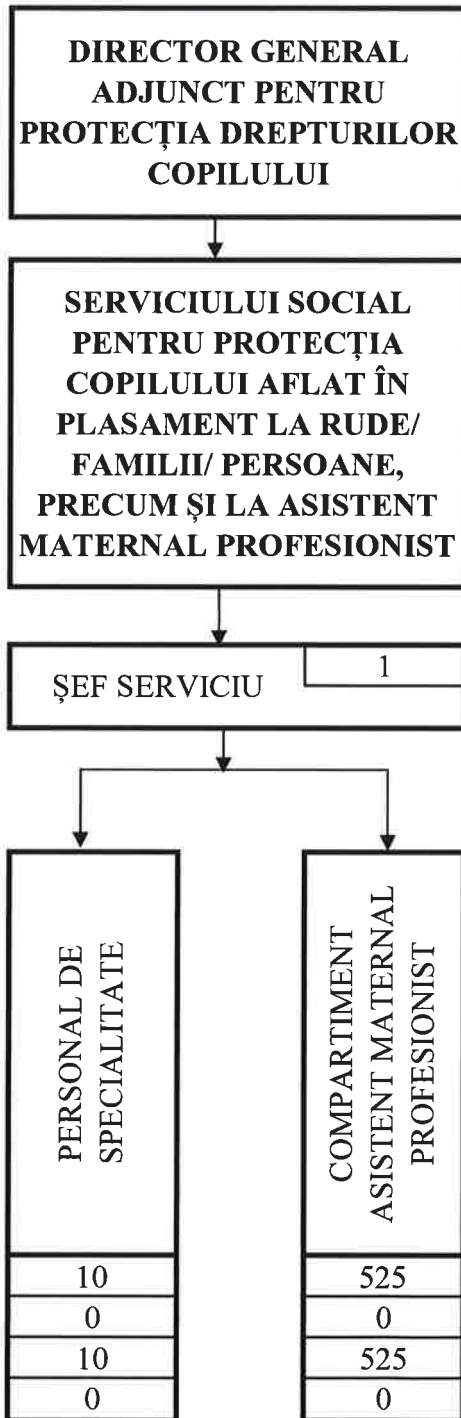 DIRECTOR GENERAL
ADJUNCT PENTRU
PROTECȚIA DREPTURILOR
COPILULUI
SERVICIULUI SOCIAL
PENTRU PROTECȚIA
COPILULUI AFLAT ÎN
PLASAMENT LA RUDE/
FAMILII/ PERSOANE,
PRECUM ȘI LA ASISTENT
MATERNAL PROFESIONIST
ȘEF SERVICIU
1
PERSONAL DE
SPECIALITATE
10
0
10
0
COMPARTIMENT
ASISTENT MATERNAL
PROFESIONIST
525
0
525
0